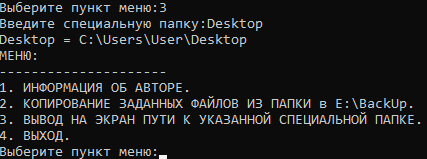 Выберите пункт меню:3
Введите специальную папку:Desktop
Desktop = C:\Users\User\Desktop
МЕНЮ:
---------------------
1. ИНФОРМАЦИЯ ОБ АВТОРЕ.
2. КОПИРОВАНИЕ ЗАДАННЫХ ФАЙЛОВ ИЗ ПАПКИ в E:\BackUp.
3. ВЫВОД НА ЭКРАН ПУТИ К УКАЗАННОЙ СПЕЦИАЛЬНОЙ ПАПКЕ.
4. ВЫХОД.
Выберите пункт меню: